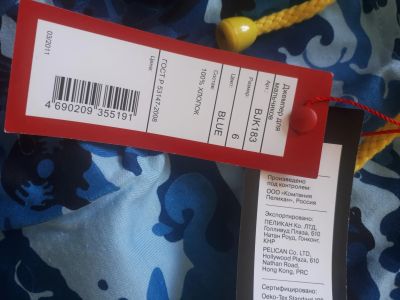 Джемпер для
мальчиков
Арт.
BJK183
Размер
6
Цвет
BLUE
Состав
100% ХЛОПОК
ГОСТ Р 53147-2008
Цена:
03/2011
4 690209 355191
Произведено
под контролем:
ООО «Компания
Пеликан», Россия
Экспортировано:
ПЕЛИКАН Ко. ЛТД,
Голливуд Плаза, 610
Натан Роуд, Гонконг,
КНР
PELICAN Co. LTD,
Hollywood Plaza, 610
Nathan Road,
Hong Kong, PRC
Сертифицировано:
Oeko-Tex Standard 100